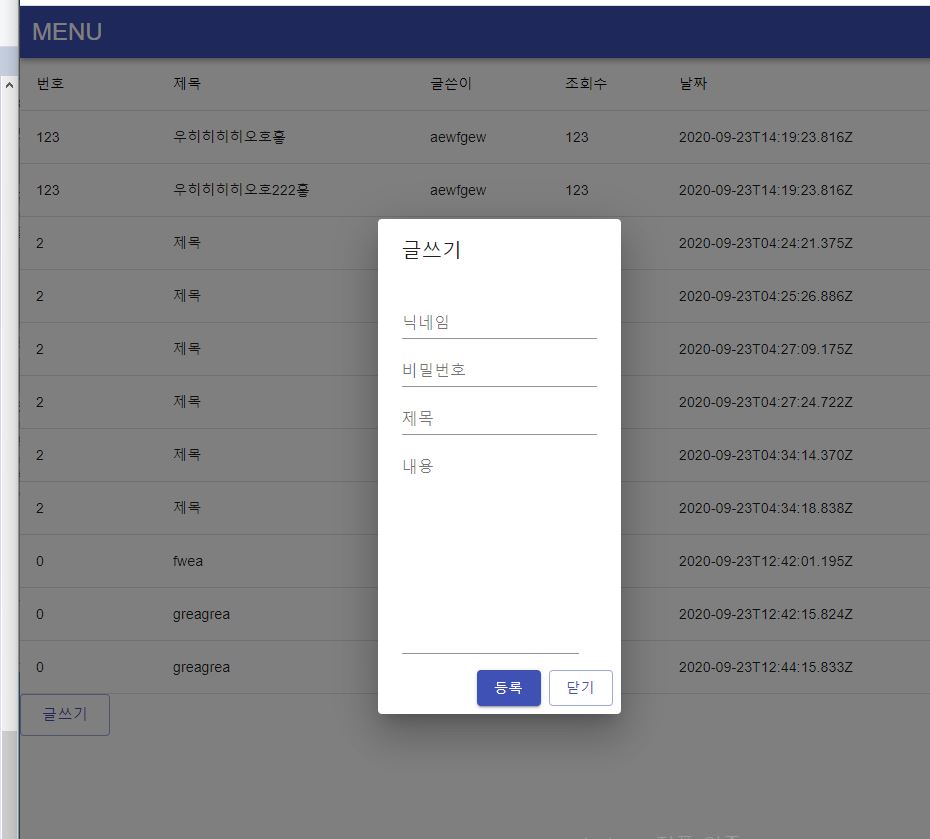 MENU
번호 제목 글쓴이 조회수 날짜
123 우히히히히오호홓 aewfgew 123 2020-09-23T14:19:23.816Z
123 우히히히히오호222홓 aewfgew 123 2020-09-23T14:19:23.816Z
2 제목 2020-09-23T04:24:21.375Z
2 제목 2020-09-23T04:25:26.886Z
2 제목 2020-09-23T04:27:09.175Z
2 제목 2020-09-23T04:27:24.722Z
2 제목 2020-09-23T04:34:14.370Z
2 제목 2020-09-23T04:34:18.838Z
0 fwea 2020-09-23T12:42:01.195Z
0 greagrea 2020-09-23T12:42:15.824Z
0 greagrea 2020-09-23T12:44:15.833Z
글쓰기
글쓰기
닉네임
비밀번호
제목
내용
등록 닫기